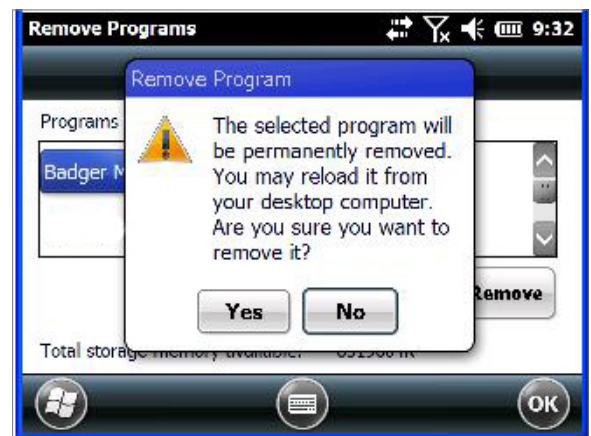 Remove Programs 9:32
Remove Program
Programs
The selected program will
be permanently removed.
Badger
You may reload it from
your desktop computer.
Are you sure you want to
remove it?
Remove
Yes No
Total storage memory available:
OK